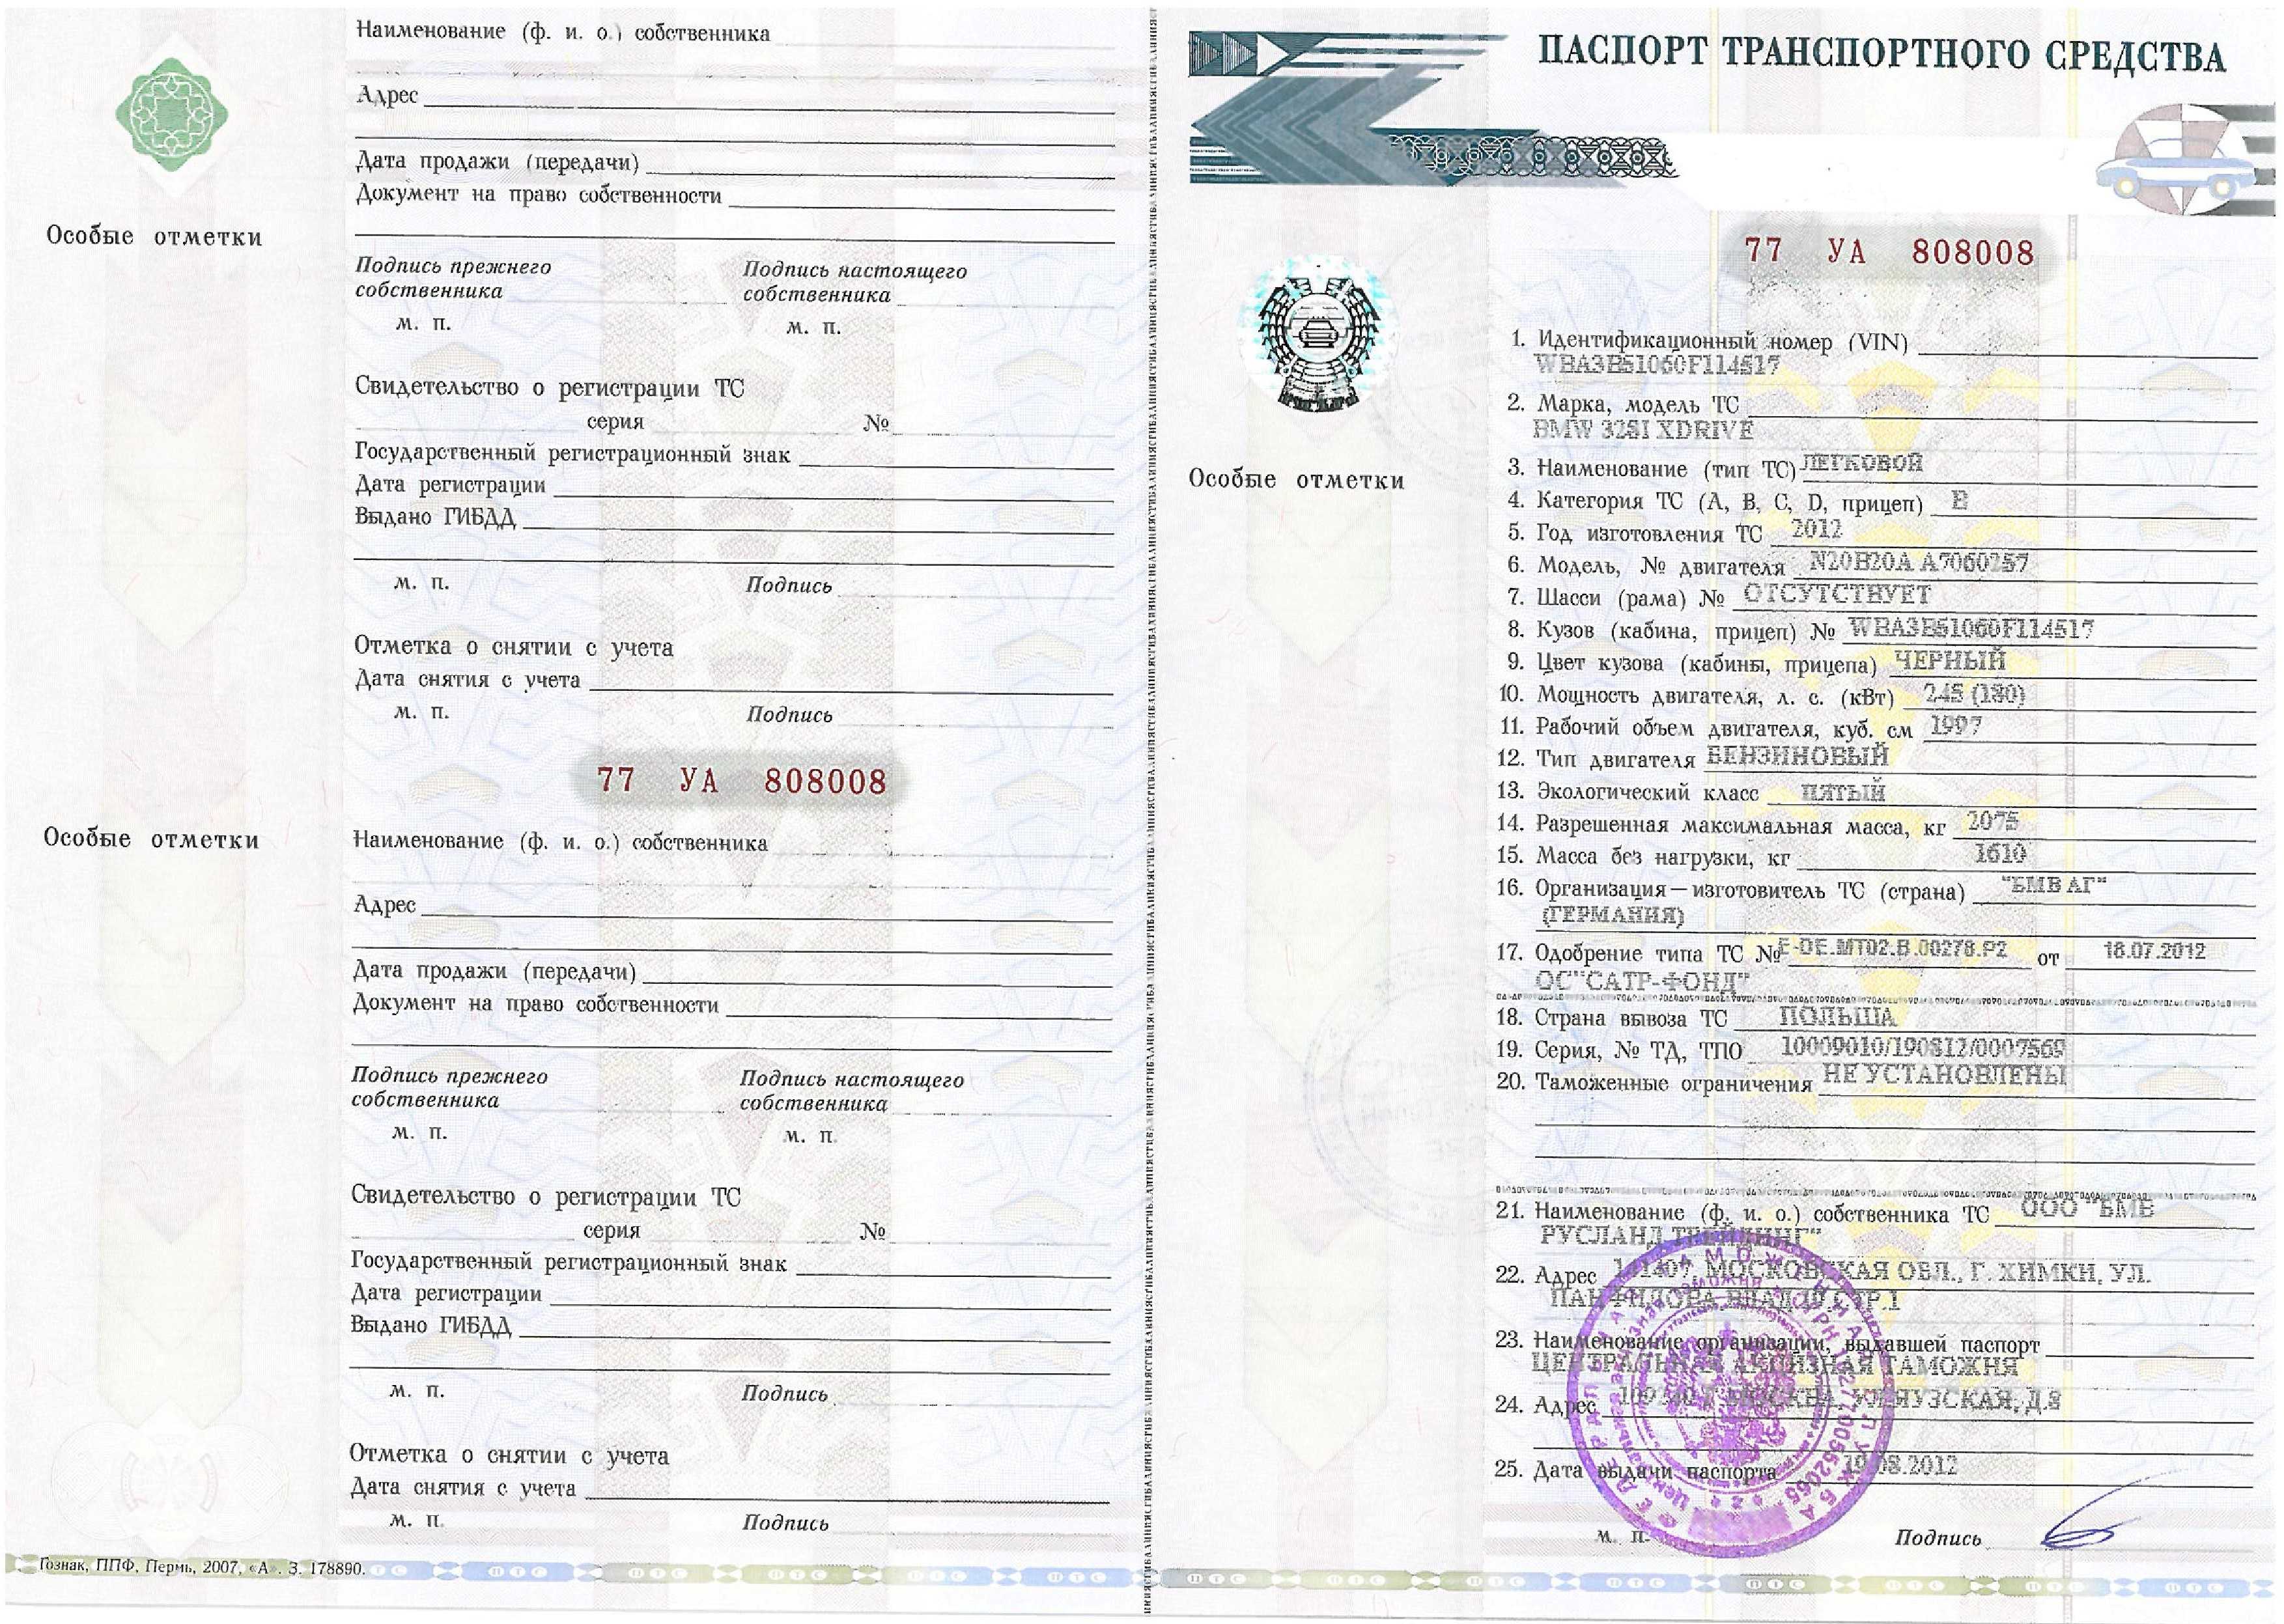 Наименование (ф. и. о.) собственника
Адрес
Дата продажи (передачи)
Документ на право собственности
Особые отметки
Подпись прежнего собственника
Подпись настоящего собственника
м. п.
м. п.
Свидетельство о регистрации ТС
серия №
Государственный регистрационный знак
Дата регистрации
Выдано ГИБДД
м. п. Подпись
Отметка о снятии с учета
Дата снятия с учета
м. п. Подпись
77 УА 808008
Особые отметки
Наименование (ф. и. о.) собственника
Адрес
Дата продажи (передачи)
Документ на право собственности
Подпись прежнего собственника
Подпись настоящего собственника
м. п.
м. п.
Свидетельство о регистрации ТС
серия №
Государственный регистрационный знак
Дата регистрации
Выдано ГИБДД
м. п. Подпись
Отметка о снятии с учета
Дата снятия с учета
м. п. Подпись
Гознак, ППФ, Пермь, 2007, «А». З. 178890.
ПАСПОРТ ТРАНСПОРТНОГО СРЕДСТВА
77 УА 808008
Особые отметки
1. Идентификационный номер (VIN)
WBA3B51060F114517
2. Марка, модель ТС
BMW 328I XDRIVE
3. Наименование (тип ТС) ЛЕГКОВОЙ
4. Категория ТС (A, B, C, D, прицеп) B
5. Год изготовления ТС 2012
6. Модель, № двигателя N20B20A A7060257
7. Шасси (рама) № ОТСУТСТВУЕТ
8. Кузов (кабина, прицеп) № WBA3B51060F114517
9. Цвет кузова (кабины, прицепа) ЧЕРНЫЙ
10. Мощность двигателя, л. с. (кВт) 245 (180)
11. Рабочий объем двигателя, куб. см 1997
12. Тип двигателя БЕНЗИНОВЫЙ
13. Экологический класс ПЯТЫЙ
14. Разрешенная максимальная масса, кг 2075
15. Масса без нагрузки, кг 1610
16. Организация—изготовитель ТС (страна) "БМВ АГ"
(ГЕРМАНИЯ)
17. Одобрение типа ТС № E-DE.MT02.B.00278.P2 от 18.07.2012
ОС"САТР-ФОНД"
18. Страна вывоза ТС ПОЛЬША
19. Серия, № ТД, ТПО 10009010/190812/0007569
20. Таможенные ограничения НЕ УСТАНОВЛЕНЫ
21. Наименование (ф. и. о.) собственника ТС ООО "БМВ
РУСЛАНД ТРЕЙДИНГ"
22. Адрес 141407, МОСКОВСКАЯ ОБЛ., Г. ХИМКИ, УЛ.
ПАНФИЛОВА ВЛАД.19,СТР.1
23. Наименование организации, выдавшей паспорт
ЦЕНТРАЛЬНАЯ АКЦИЗНАЯ ТАМОЖНЯ
24. Адрес МОСКВА, ЯУЗСКАЯ, Д.8
25. Дата выдачи паспорта 19.08.2012
м. п. Подпись